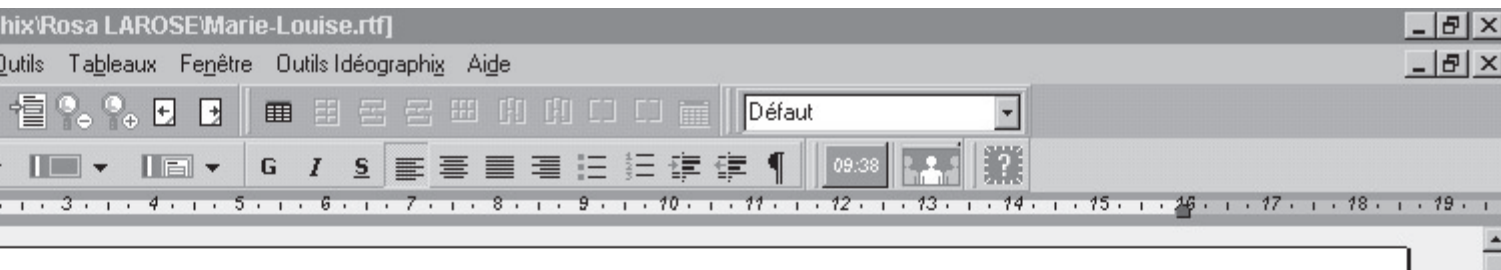 hix\Rosa LAROSE\Marie-Louise.rtf]
Outils Tableaux Fenêtre Outils Idéographix Aide
Défaut
G I S 09:38 ?
3 4 5 6 7 8 9 10 11 12 13 14 15 16 17 18 19